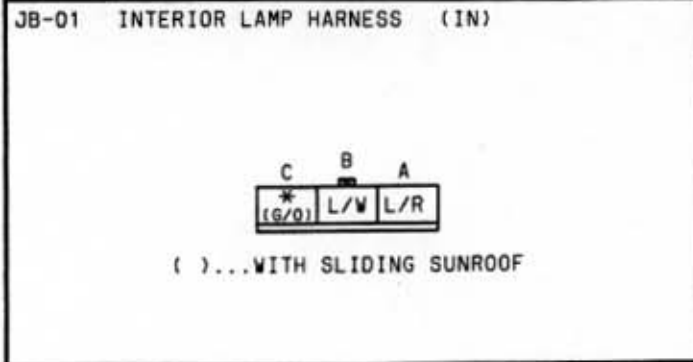 JB-01 INTERIOR LAMP HARNESS (IN)
C B A
* L/W L/R
(G/O)
( )...WITH SLIDING SUNROOF